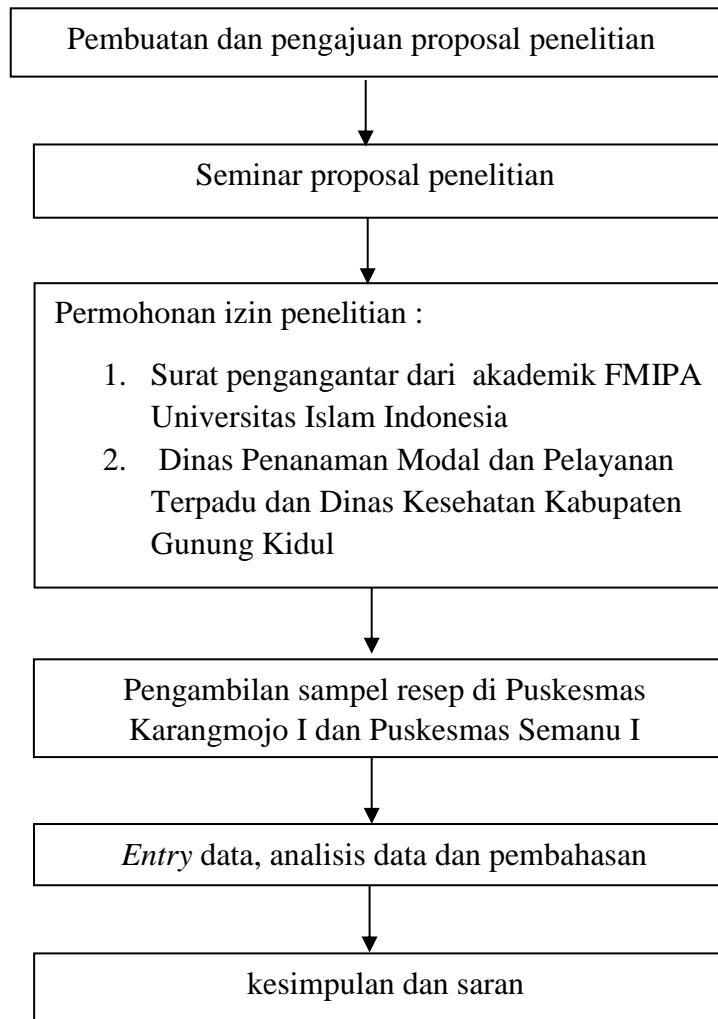 Pembuatan dan pengajuan proposal penelitian
Seminar proposal penelitian
Permohonan izin penelitian :
1. Surat pengangantar dari akademik FMIPA
Universitas Islam Indonesia
2. Dinas Penanaman Modal dan Pelayanan
Terpadu dan Dinas Kesehatan Kabupaten
Gunung Kidul
Pengambilan sampel resep di Puskesmas
Karangmojo I dan Puskesmas Semanu I
Entry data, analisis data dan pembahasan
kesimpulan dan saran